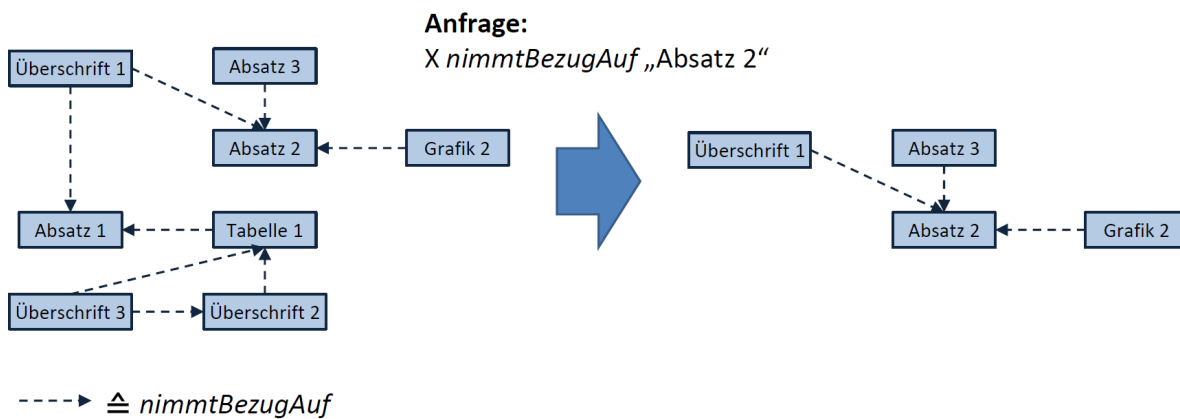 Anfrage:
X nimmtBezugAuf „Absatz 2“
Überschrift 1
Absatz 3
Absatz 2
Grafik 2
Absatz 1
Tabelle 1
Überschrift 3
Überschrift 2
Überschrift 1
Absatz 3
Absatz 2
Grafik 2
≙ nimmtBezugAuf